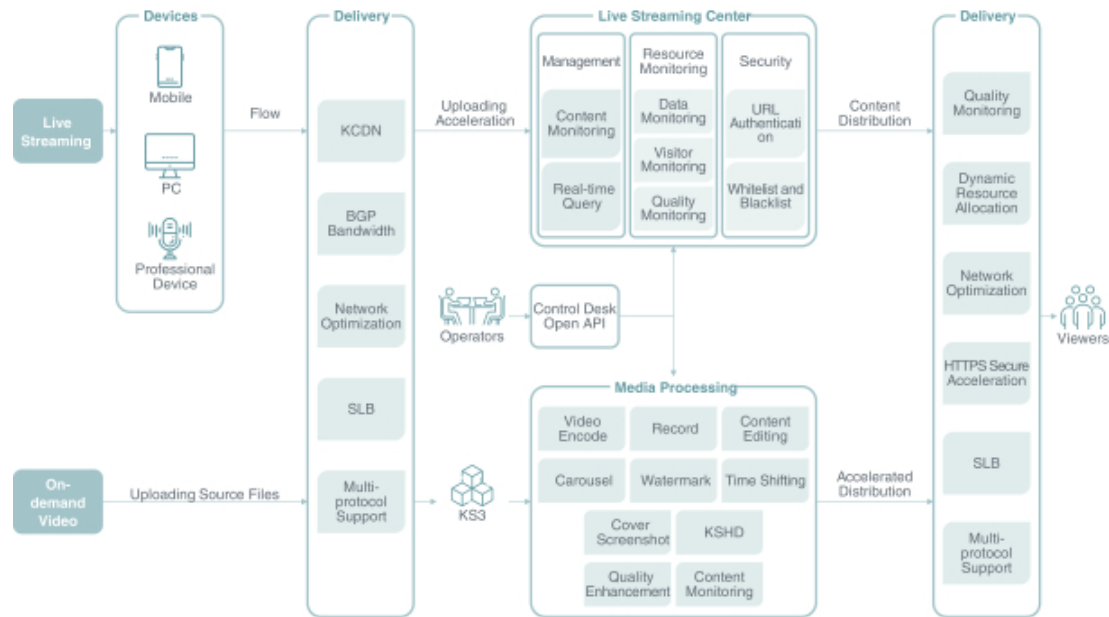 Devices
Delivery
Live Streaming Center
Delivery
Live
Streaming
Mobile
PC
Professional
Device
Flow
KCDN
BGP
Bandwidth
Network
Optimization
SLB
Multi-
protocol
Support
Uploading
Acceleration
Management
Content
Monitoring
Real-time
Query
Resource
Monitoring
Data
Monitoring
Visitor
Monitoring
Quality
Monitoring
Security
URL
Authenticati
on
Whitelist and
Blacklist
Content
Distribution
Quality
Monitoring
Dynamic
Resource
Allocation
Network
Optimization
HTTPS Secure
Acceleration
SLB
Multi-
protocol
Support
Viewers
Operators
Control Desk
Open API
On-
demand
Video
Uploading Source Files
KS3
Media Processing
Video
Encode
Record
Content
Editing
Carousel
Watermark
Time Shifting
Cover
Screenshot
KSHD
Quality
Enhancement
Content
Monitoring
Accelerated
Distribution